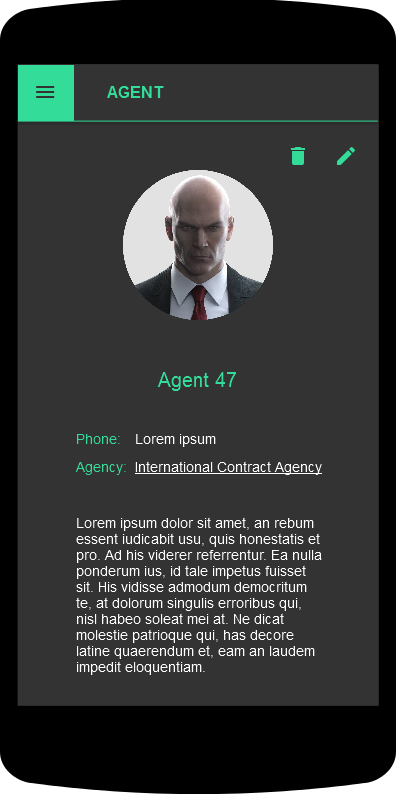 AGENT
Agent 47
Phone: Lorem ipsum
Agency: International Contract Agency
Lorem ipsum dolor sit amet, an rebum
essent iudicabit usu, quis honestatis et
pro. Ad his viderer referrentur. Ea nulla
ponderum ius, id tale impetus fuisset
sit. His vidisse admodum democritum
te, at dolorum singulis erroribus qui,
nisl habeo soleat mei at. Ne dicat
molestie patrioque qui, has decore
latine quaerendum et, eam an laudem
impedit eloquentiam.